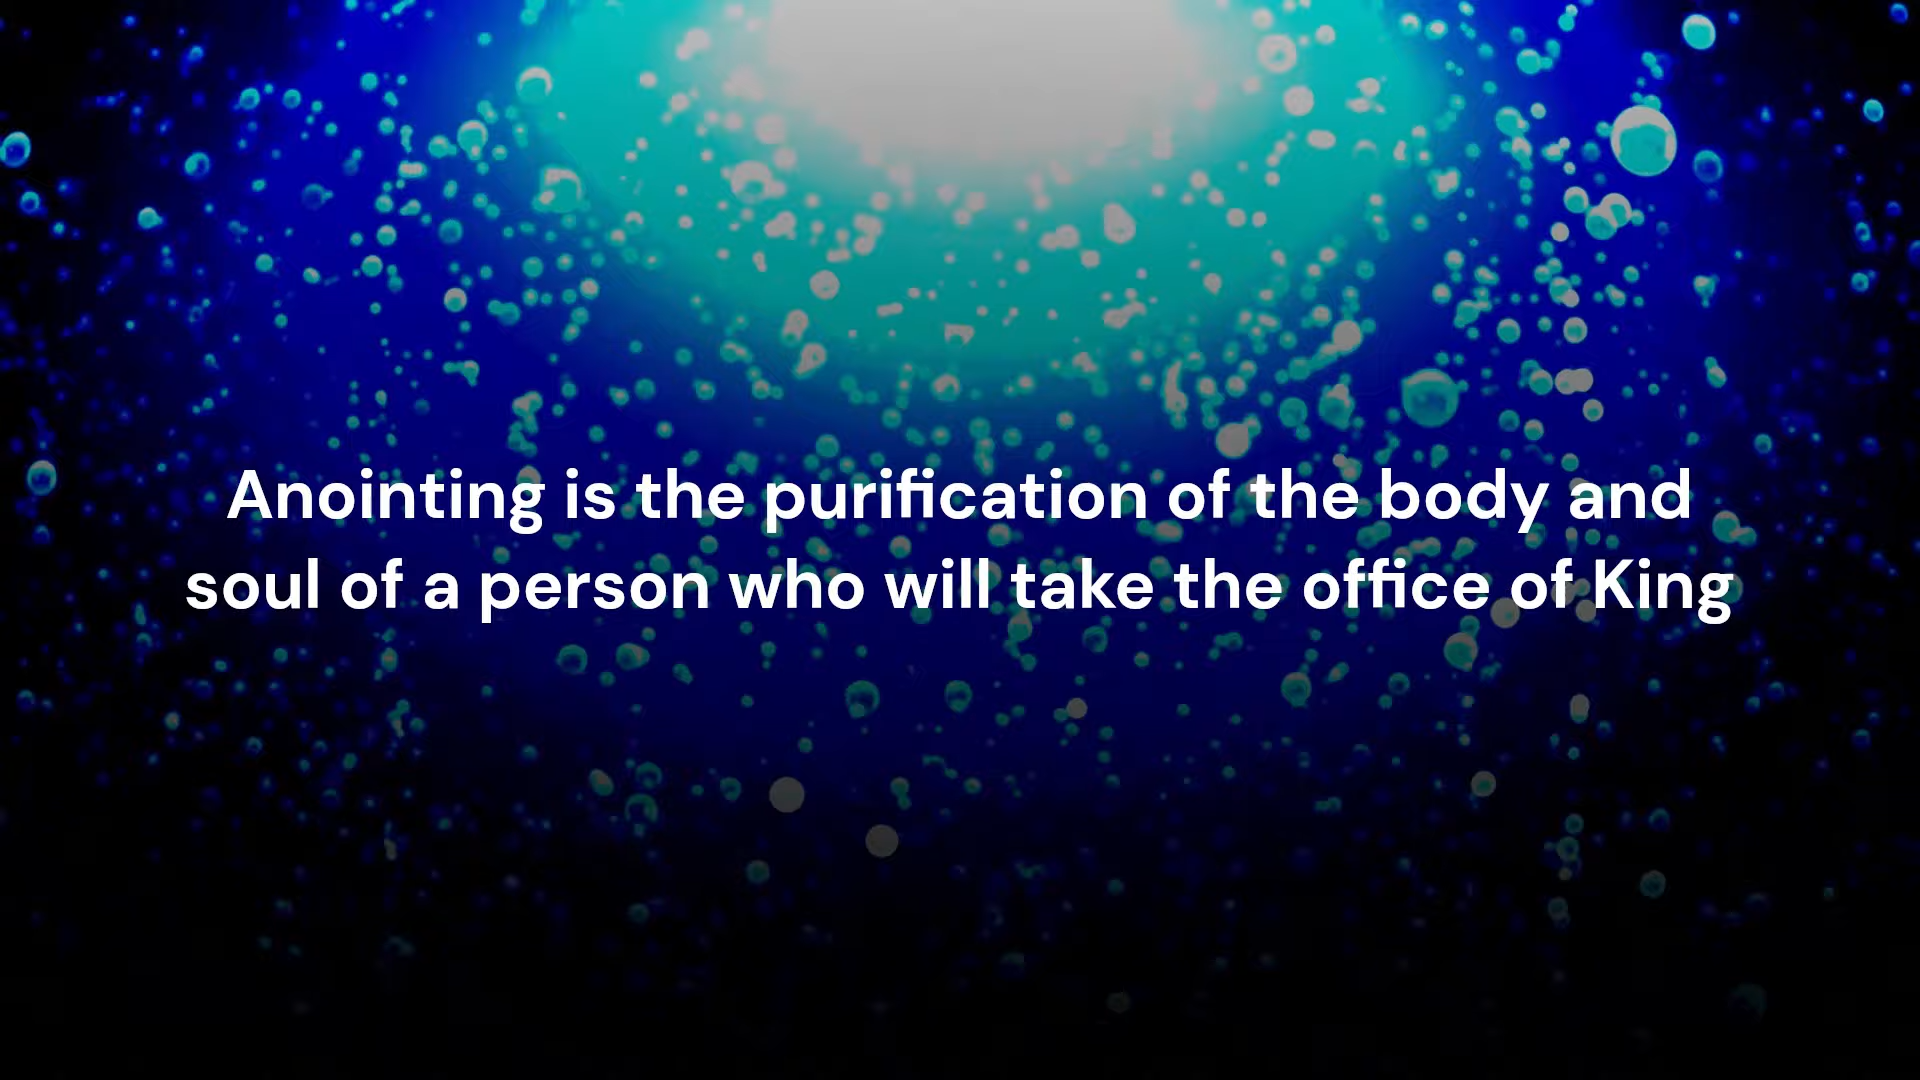 Anointing is the purification of the body and
soul of a person who will take the office of King